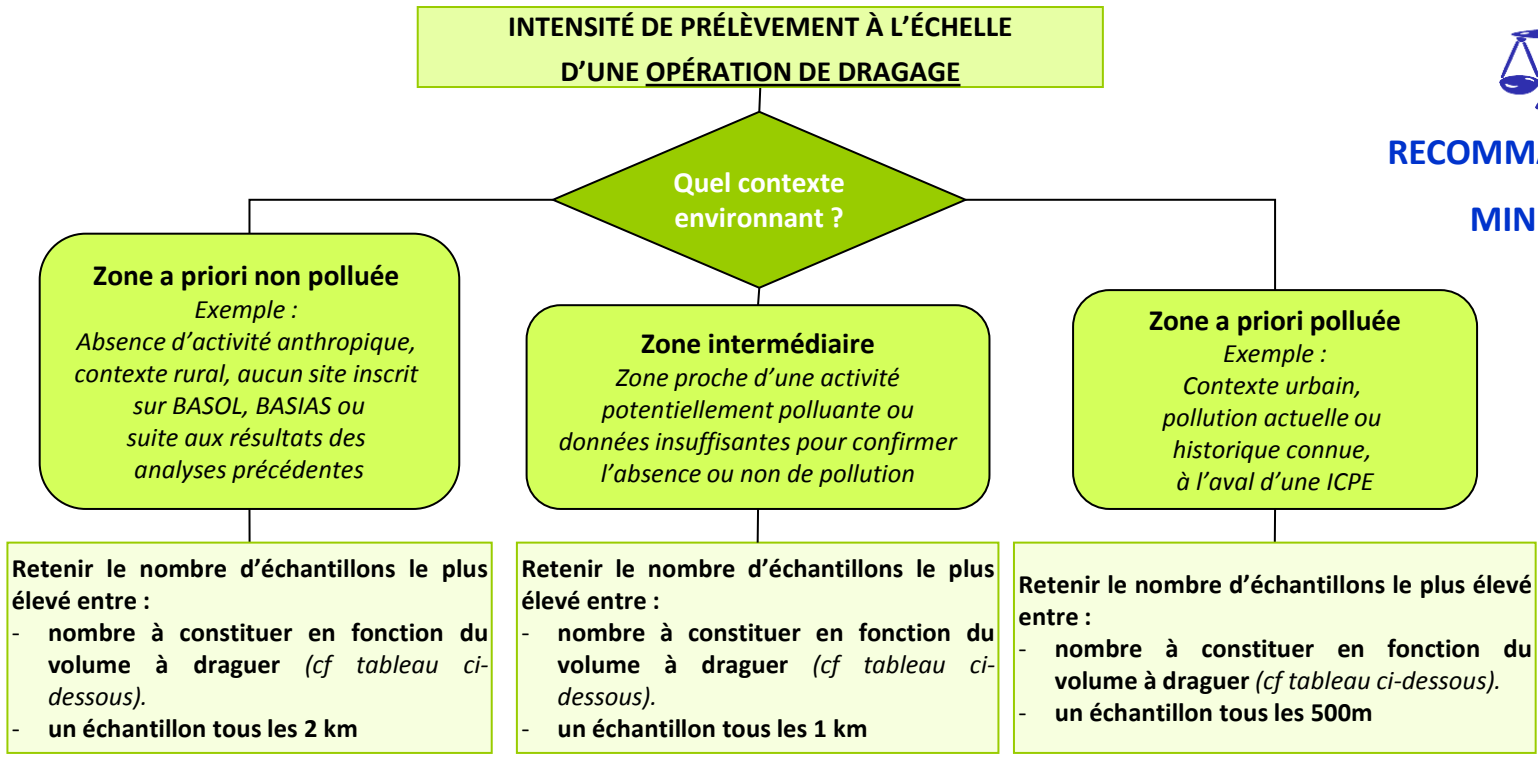 INTENSITÉ DE PRÉLÈVEMENT À L’ÉCHELLE
D’UNE OPÉRATION DE DRAGAGE
Quel contexte
environnant ?
Zone a priori non polluée
Exemple :
Absence d’activité anthropique,
contexte rural, aucun site inscrit
sur BASOL, BASIAS ou
suite aux résultats des
analyses précédentes
Zone intermédiaire
Zone proche d’une activité
potentiellement polluante ou
données insuffisantes pour confirmer
l’absence ou non de pollution
Zone a priori polluée
Exemple :
Contexte urbain,
pollution actuelle ou
historique connue,
à l’aval d’une ICPE
Retenir le nombre d’échantillons le plus
élevé entre :
- nombre à constituer en fonction du
volume à draguer (cf tableau ci-
dessous).
- un échantillon tous les 2 km
Retenir le nombre d’échantillons le plus
élevé entre :
- nombre à constituer en fonction du
volume à draguer (cf tableau ci-
dessous).
- un échantillon tous les 1 km
Retenir le nombre d’échantillons le plus élevé
entre :
- nombre à constituer en fonction du
volume à draguer (cf tableau ci-dessous).
- un échantillon tous les 500m